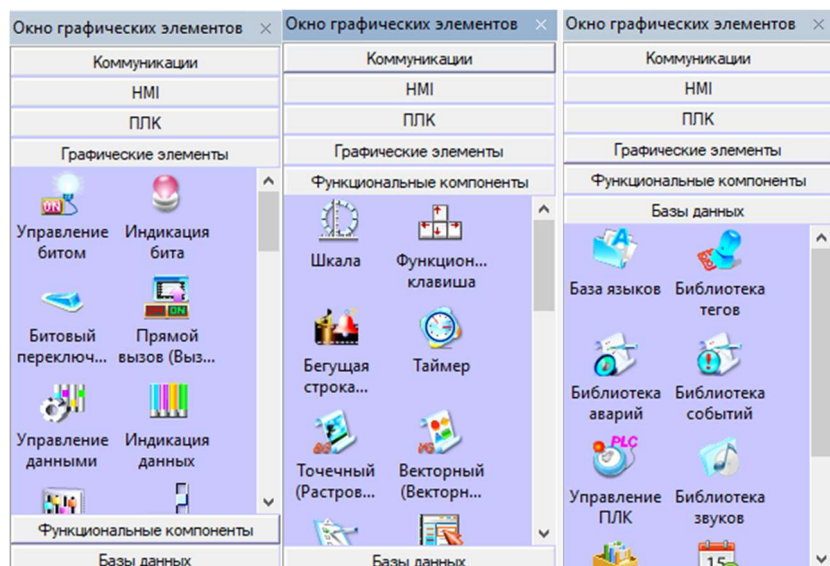 Окно графических элементов
Коммуникации
HMI
ПЛК
Графические элементы
Управление битом
Индикация бита
Битовый переключ...
Прямой вызов (Выз...
Управление данными
Индикация данных
Функциональные компоненты
Базы данных
Окно графических элементов
Коммуникации
HMI
ПЛК
Графические элементы
Функциональные компоненты
Шкала
Функцион... клавиша
Бегущая строка...
Таймер
Точечный (Растров...
Векторный (Векторн...
Базы данных
Окно графических элементов
Коммуникации
HMI
ПЛК
Графические элементы
Функциональные компоненты
Базы данных
База языков
Библиотека тегов
Библиотека аварий
Библиотека событий
PLC
Управление ПЛК
Библиотека звуков
15